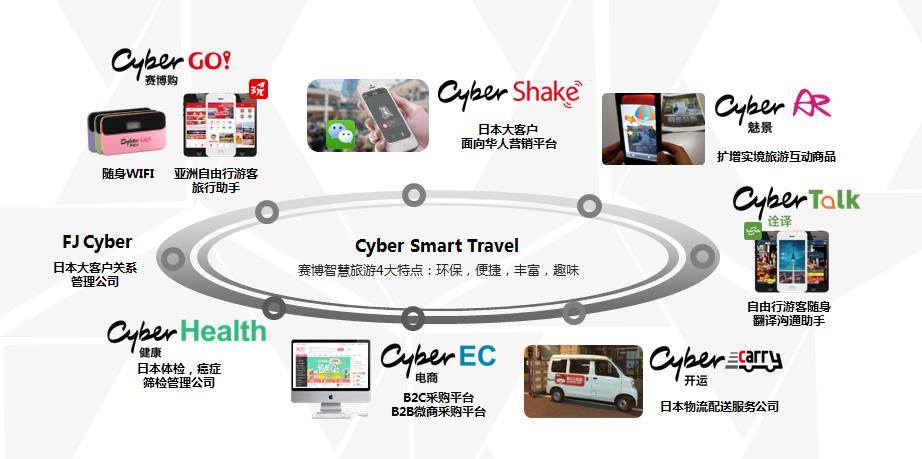 Cyber GO!
赛博购
Cyber GO!
随身WIFI
亚洲自由行游客
旅行助手
Cyber Shake
日本大客户
面向华人营销平台
Cyber AR
魅景
扩增实境旅游互动商品
Cyber Talk
诠译
自由行游客随身
翻译沟通助手
FJ Cyber
日本大客户关系
管理公司
Cyber Smart Travel
赛博智慧旅游4大特点：环保，便捷，丰富，趣味
Cyber Health
健康
日本体检，癌症
筛检管理公司
Cyber EC
电商
B2C采购平台
B2B微商采购平台
Cyber Carry
开运
日本物流配送服务公司